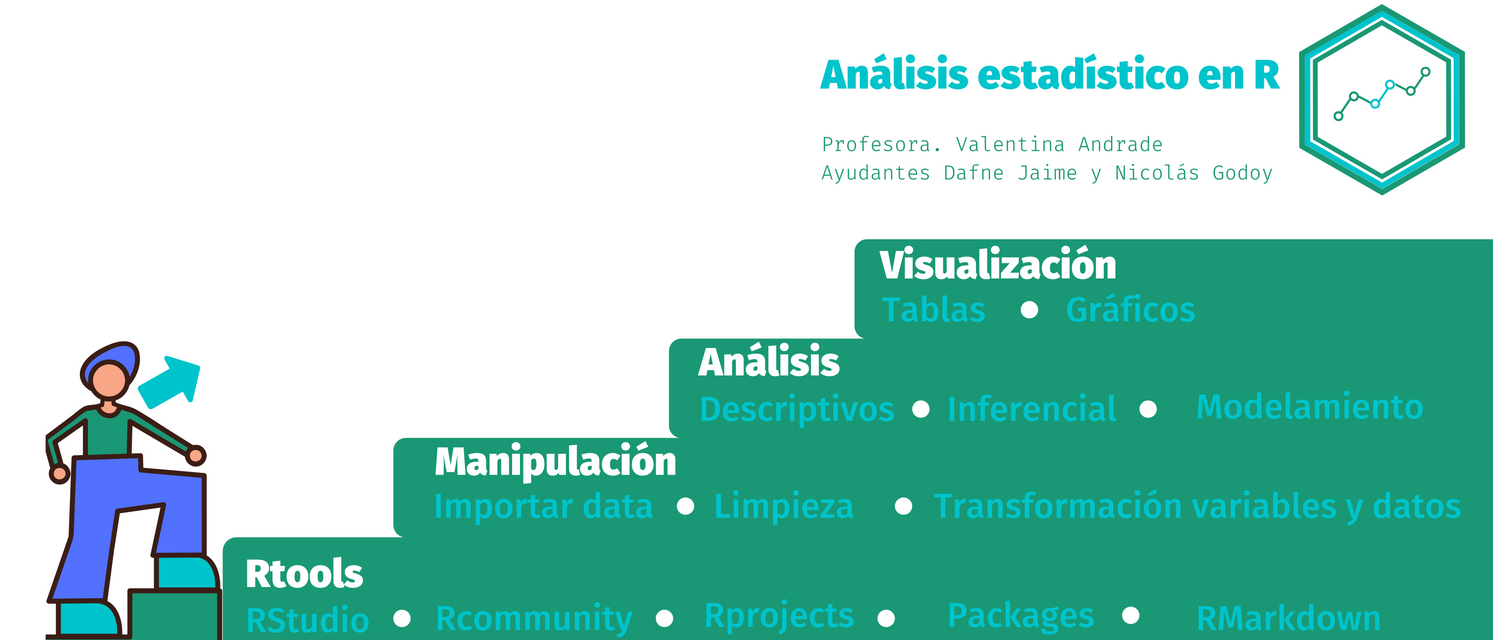 Análisis estadístico en R
Profesora. Valentina Andrade
Ayudantes Dafne Jaime y Nicolás Godoy
Visualización
Tablas ● Gráficos
Análisis
Descriptivos ● Inferencial ● Modelamiento
Manipulación
Importar data ● Limpieza ● Transformación variables y datos
Rtools
RStudio ● Rcommunity ● Rprojects ● Packages ● RMarkdown